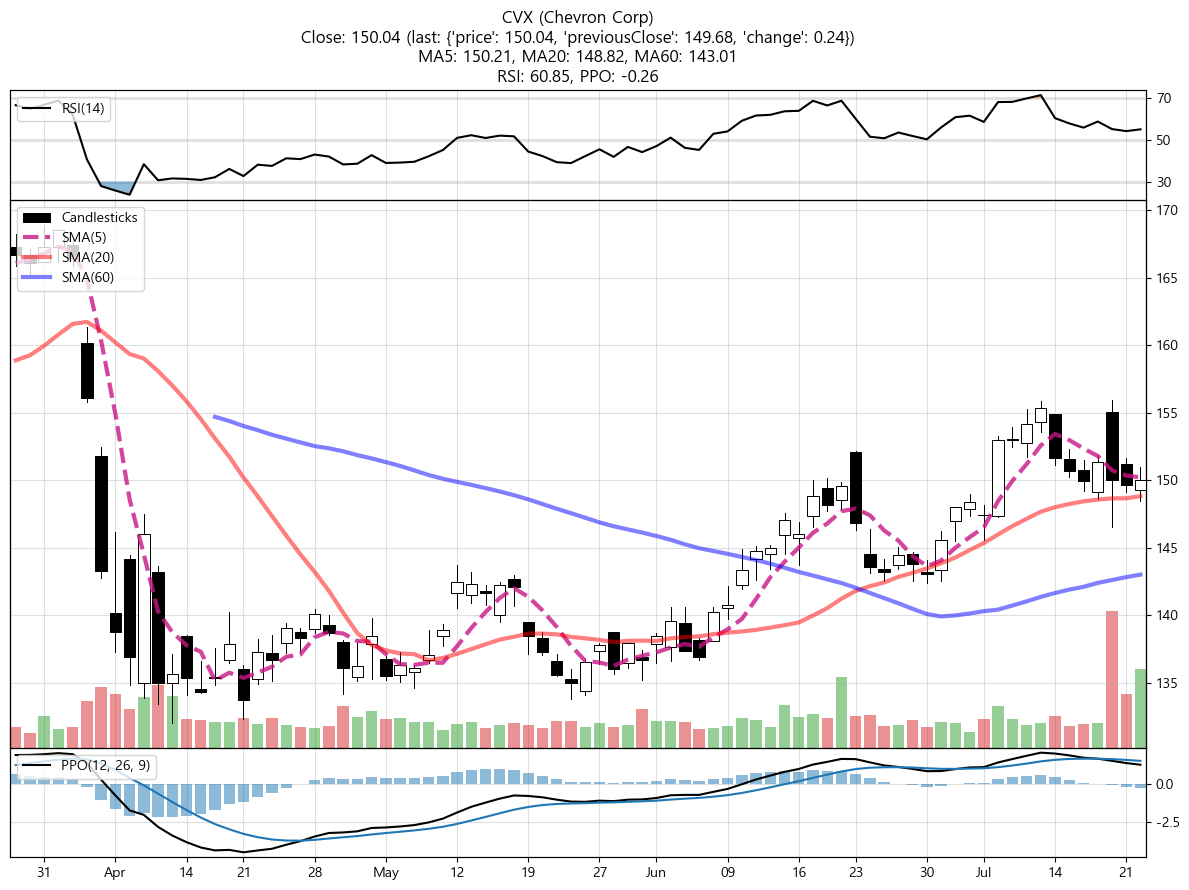 CVX (Chevron Corp)
Close: 150.04 (last: {'price': 150.04, 'previousClose': 149.68, 'change': 0.24})
MA5: 150.21, MA20: 148.82, MA60: 143.01
RSI: 60.85, PPO: -0.26
RSI(14)
70
50
30
Candlesticks
SMA(5)
SMA(20)
SMA(60)
170
165
160
155
150
145
140
135
PPO(12, 26, 9)
0.0
-2.5
31 Apr 14 21 28 May 12 19 27 Jun 09 16 23 30 Jul 14 21